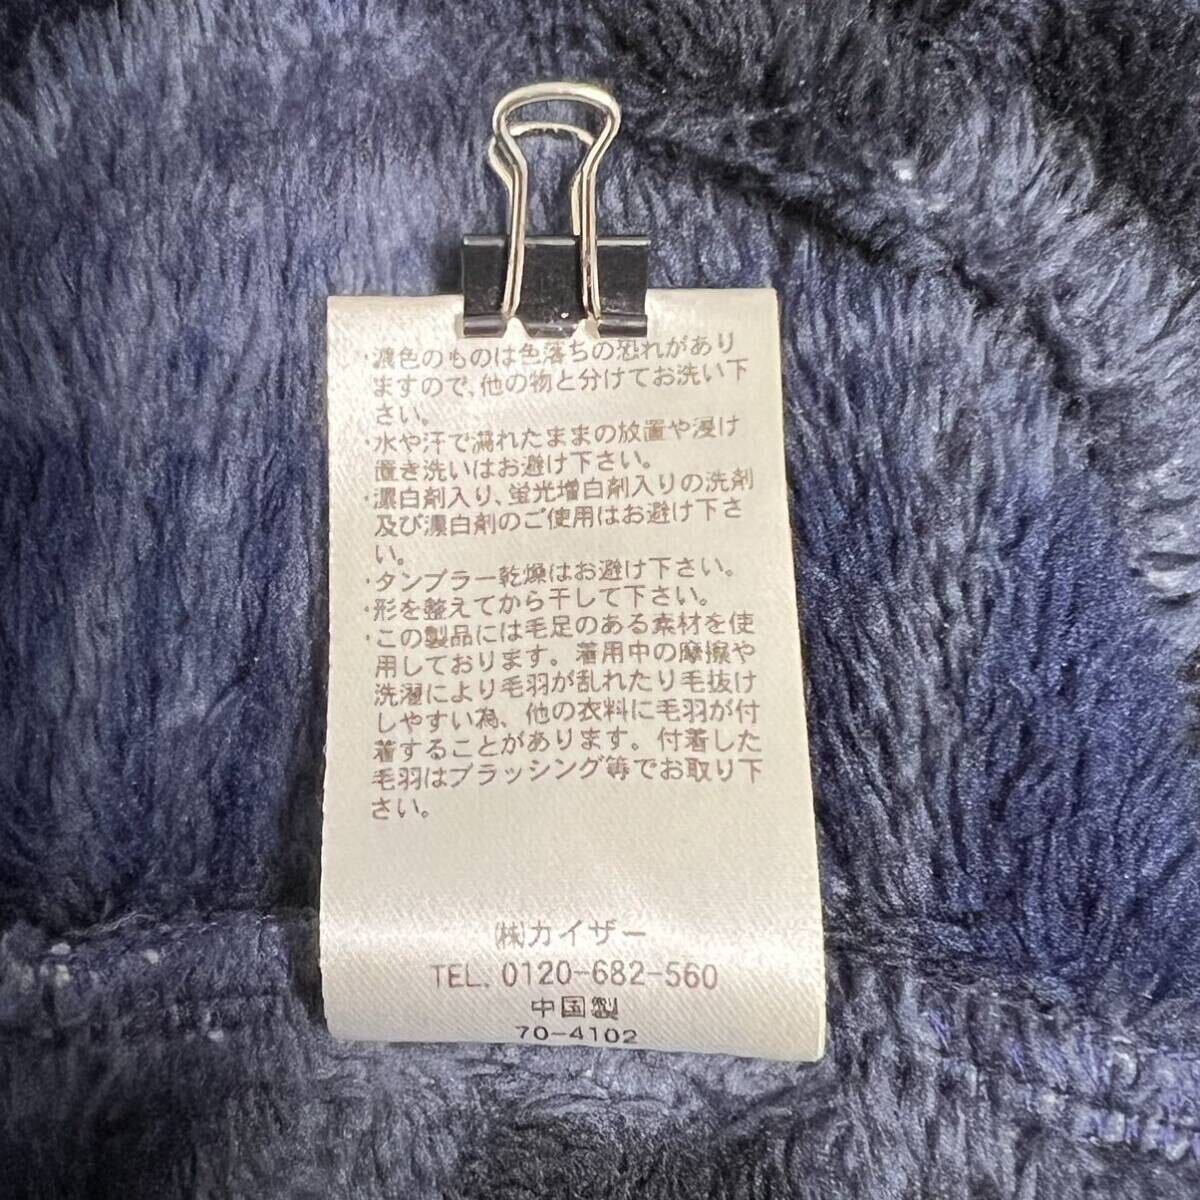 ・濃色のものは色落ちの恐れがあり
ますので、他の物と分けてお洗い下
さい。
・水や汗で濡れたままの放置や浸け
置き洗いはお避け下さい。
・漂白剤入り、蛍光増白剤入りの洗剤
及び漂白剤のご使用はお避け下さ
い。
・タンブラー乾燥はお避け下さい。
・形を整えてから干して下さい。
・この製品には毛足のある素材を使
用しております。着用中の摩擦や
洗濯により毛羽が乱れたり毛抜け
しやすい為、他の衣料に毛羽が付
着することがあります。付着した
毛羽はブラッシング等でお取り下
さい。
㈱カイザー
TEL. 0120-682-560
中国製
70-4102